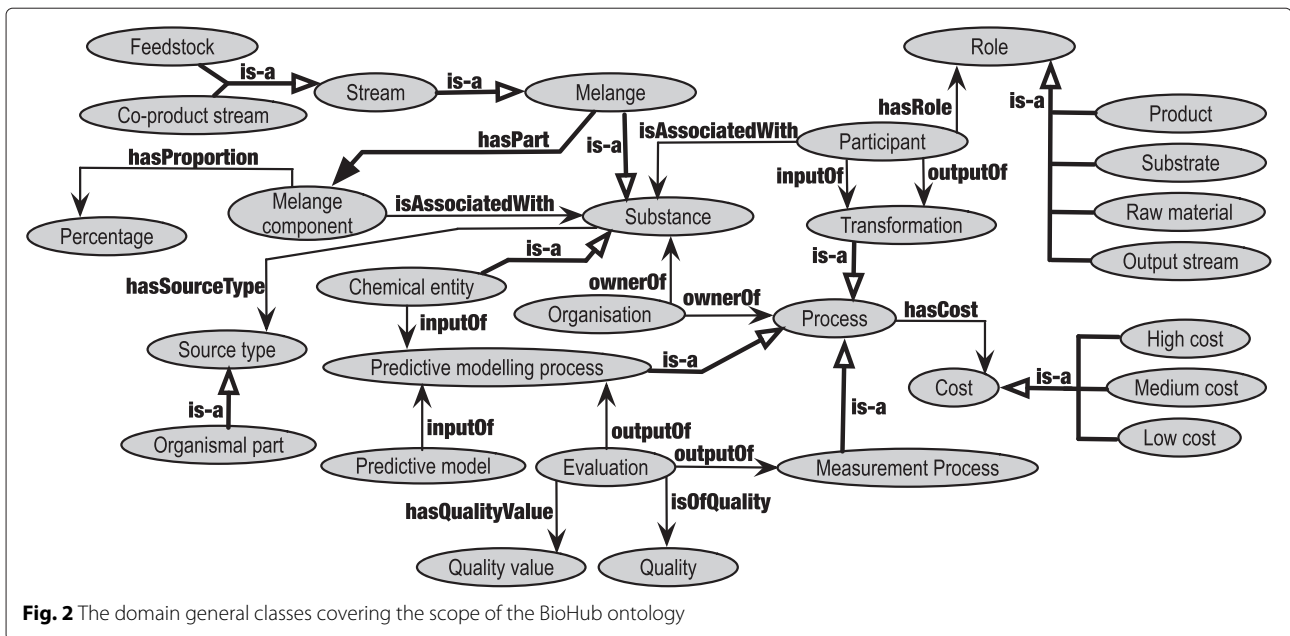 Feedstock
is-a
Co-product stream
Stream
is-a
Melange
Role
hasRole
is-a
Product
Substrate
Raw material
Output stream
isAssociatedWith
Participant
hasPart
is-a
hasProportion
inputOf
outputOf
Melange
component
isAssociatedWith
Substance
Transformation
Percentage
is-a
is-a
hasSourceType
Chemical entity
ownerOf
Organisation
ownerOf
Process
hasCost
inputOf
Source type
Predictive modelling process
is-a
High cost
Cost
is-a
Medium cost
Low cost
is-a
is-a
Organismal part
inputOf
outputOf
Predictive model
Evaluation
outputOf
Measurement Process
hasQualityValue
isOfQuality
Quality value
Quality
Fig. 2 The domain general classes covering the scope of the BioHub ontology